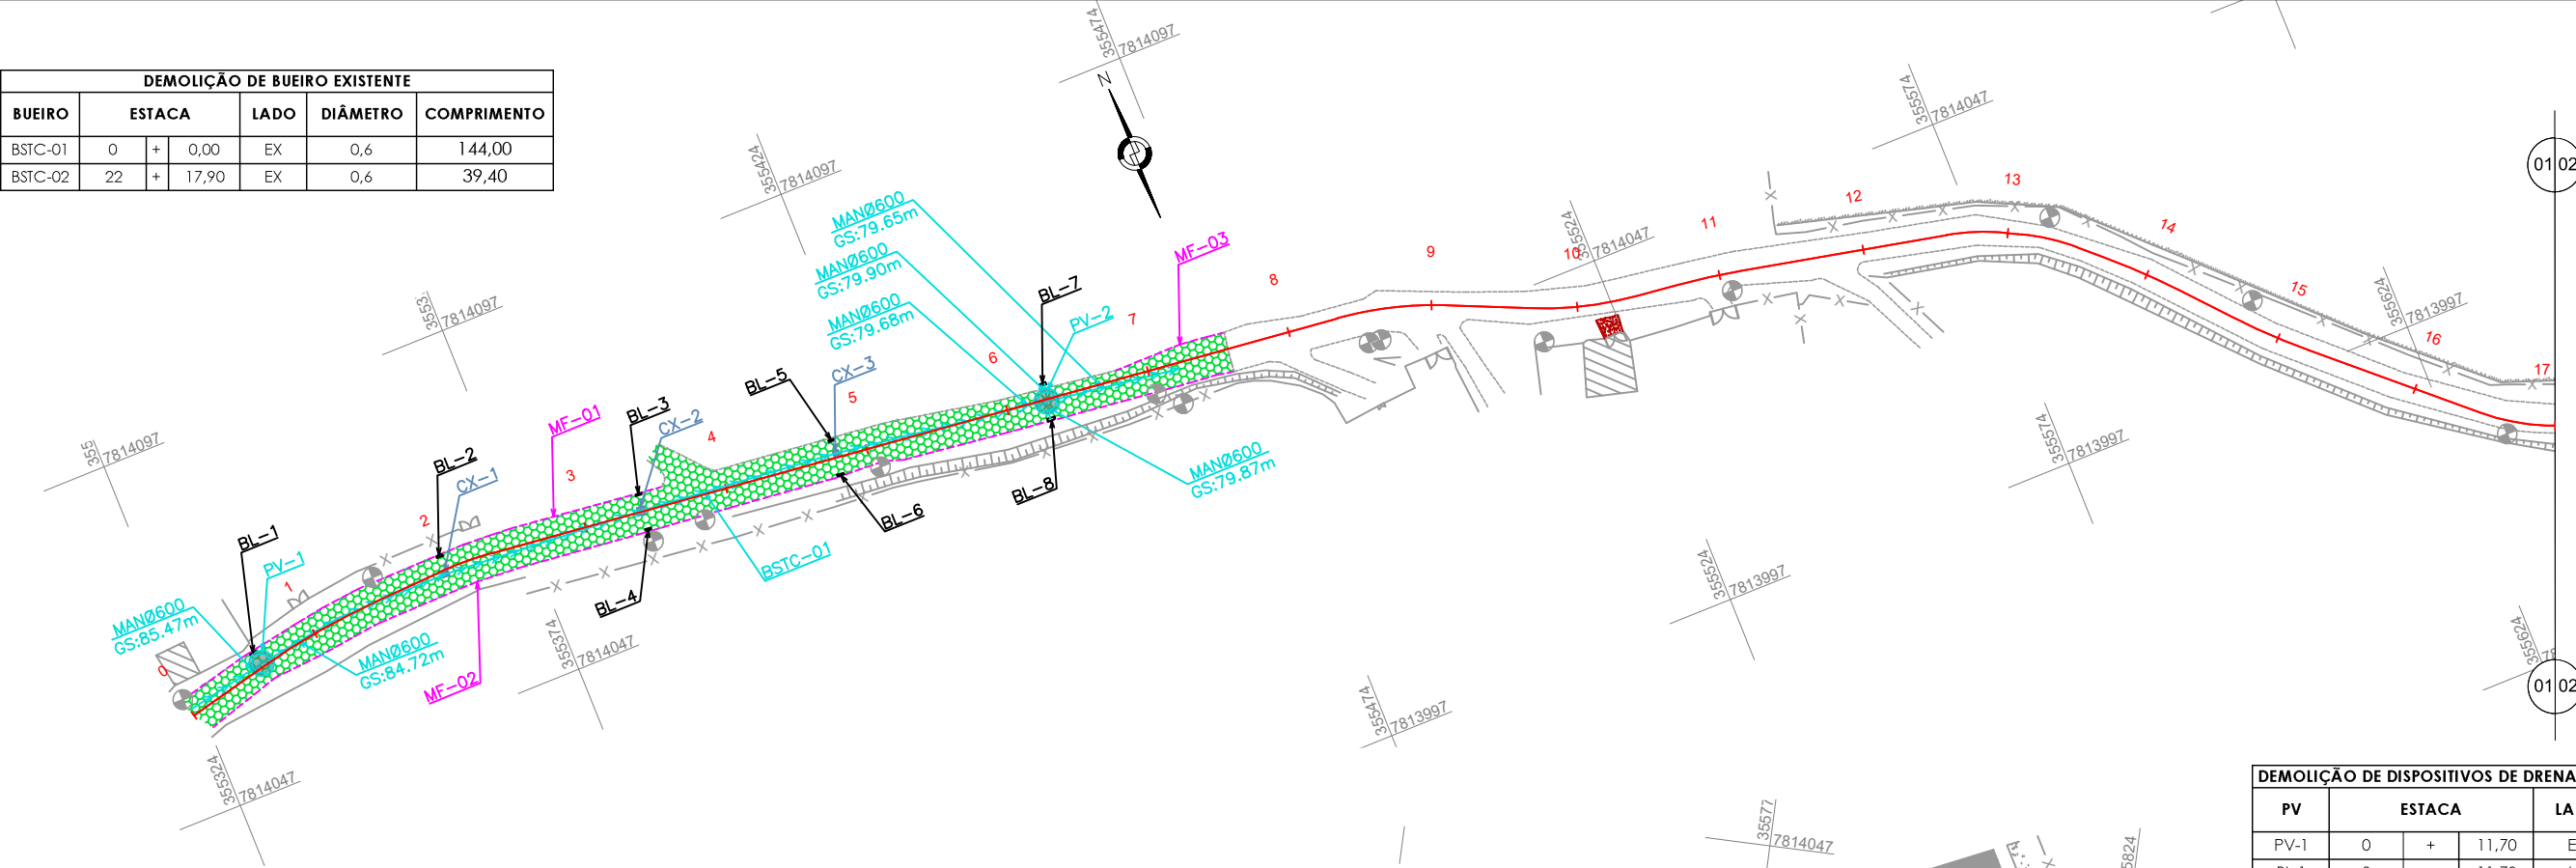 DEMOLIÇÃO DE BUEIRO EXISTENTE
BUEIRO ESTACA LADO DIÂMETRO COMPRIMENTO
BSTC-01 0 + 0,00 EX 0,6 144,00
BSTC-02 22 + 17,90 EX 0,6 39,40
355474
7814097
N
355424
7814097
355574
7814047
355524
7814047
7814097
7814097
355624
7813997
355574
7813997
355524
7813997
355474
7813997
355374
7814047
355324
7814047
355624
7814047
MANØ600
GS:79.65m
MANØ600
GS:79.90m
MANØ600
GS:79.68m
MANØ600
GS:79.87m
MANØ600
GS:85.47m
MANØ600
GS:84.72m
MF-03
BL-7
PV-2
CX-3
BL-5
BL-3
CX-2
MF-01
BL-2
CX-1
BL-1
PV-1
BL-8
BL-6
BSTC-01
BL-4
MF-02
0
1
2
3
4
5
6
7
8
9
10
11
12
13
14
15
16
17
01 02
01 02
DEMOLIÇÃO DE DISPOSITIVOS DE DRENA
PV ESTACA LA
PV-1 0 + 11,70